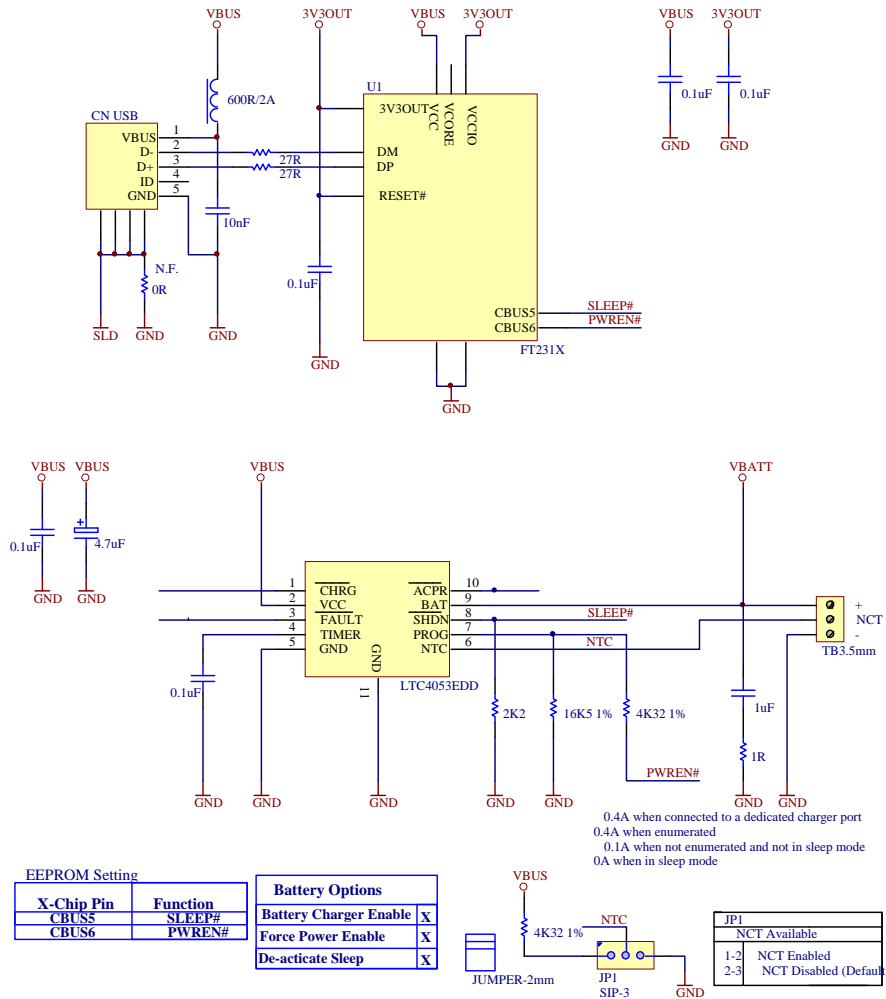 VBUS 3V3OUT VBUS 3V3OUT VBUS 3V3OUT
U1
600R/2A
0.1uF 0.1uF
CN USB
3V3OUT VCC VCORE VCCIO
VBUS 1
D- 2
D+ 3
ID 4
GND 5
27R
27R
DM
DP
RESET#
GND GND
10nF
N.F.
0R
0.1uF
CBUS5 SLEEP#
CBUS6 PWREN#
SLD GND GND
FT231X
GND
GND
VBUS VBUS VBUS VBATT
0.1uF 4.7uF
GND GND
1 CHRG ACPR 10
2 VCC BAT 9
3 FAULT SHDN 8 SLEEP#
4 TIMER PROG 7
5 GND NTC 6 NTC
GND
11
LTC4053EDD
+
NCT
-
TB3.5mm
0.1uF
2K2 16K5 1% 4K32 1% 1uF
1R
PWREN#
GND GND GND GND GND GND GND
0.4A when connected to a dedicated charger port
0.4A when enumerated
0.1A when not enumerated and not in sleep mode
0A when in sleep mode
EEPROM Setting
X-Chip Pin Function
CBUS5 SLEEP#
CBUS6 PWREN#
Battery Options
Battery Charger Enable X
Force Power Enable X
De-acticate Sleep X
VBUS
4K32 1%
NTC
JUMPER-2mm
JP1
SIP-3
GND
JP1
NCT Available
1-2 NCT Enabled
2-3 NCT Disabled (Default